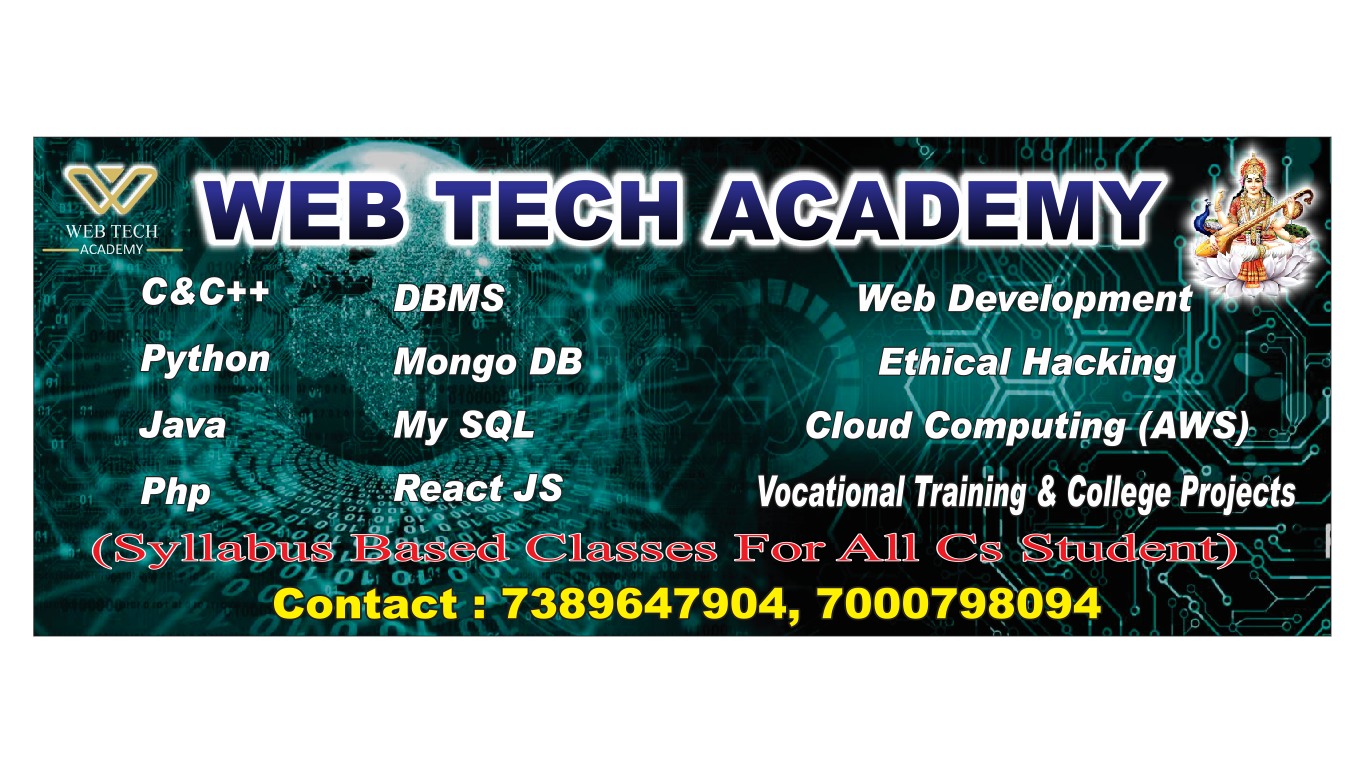 WEB TECH
ACADEMY
WEB TECH ACADEMY
C&C++
Python
Java
Php
DBMS
Mongo DB
My SQL
React JS
Web Development
Ethical Hacking
Cloud Computing (AWS)
Vocational Training & College Projects
(Syllabus Based Classes For All Cs Student)
Contact : 7389647904, 7000798094